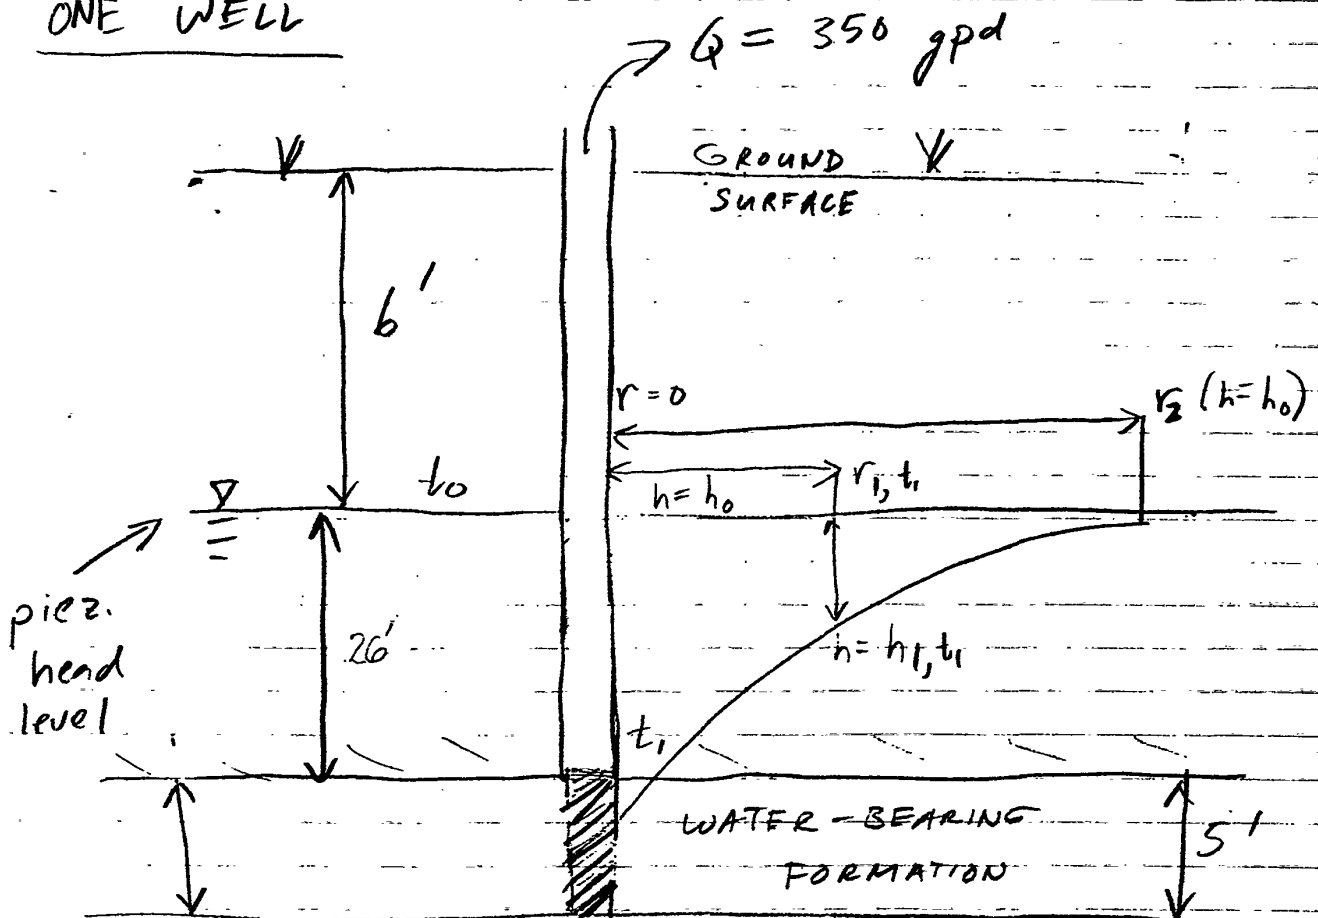 ONE WELL
Q = 350 gpd
GROUND
SURFACE
6'
r=0
r₂ (h=h₀)
t₀
h=h₀
r₁, t₁
piez.
head
level
26'
h=h₁,t₁
t₁
WATER-BEARING
FORMATION
5'